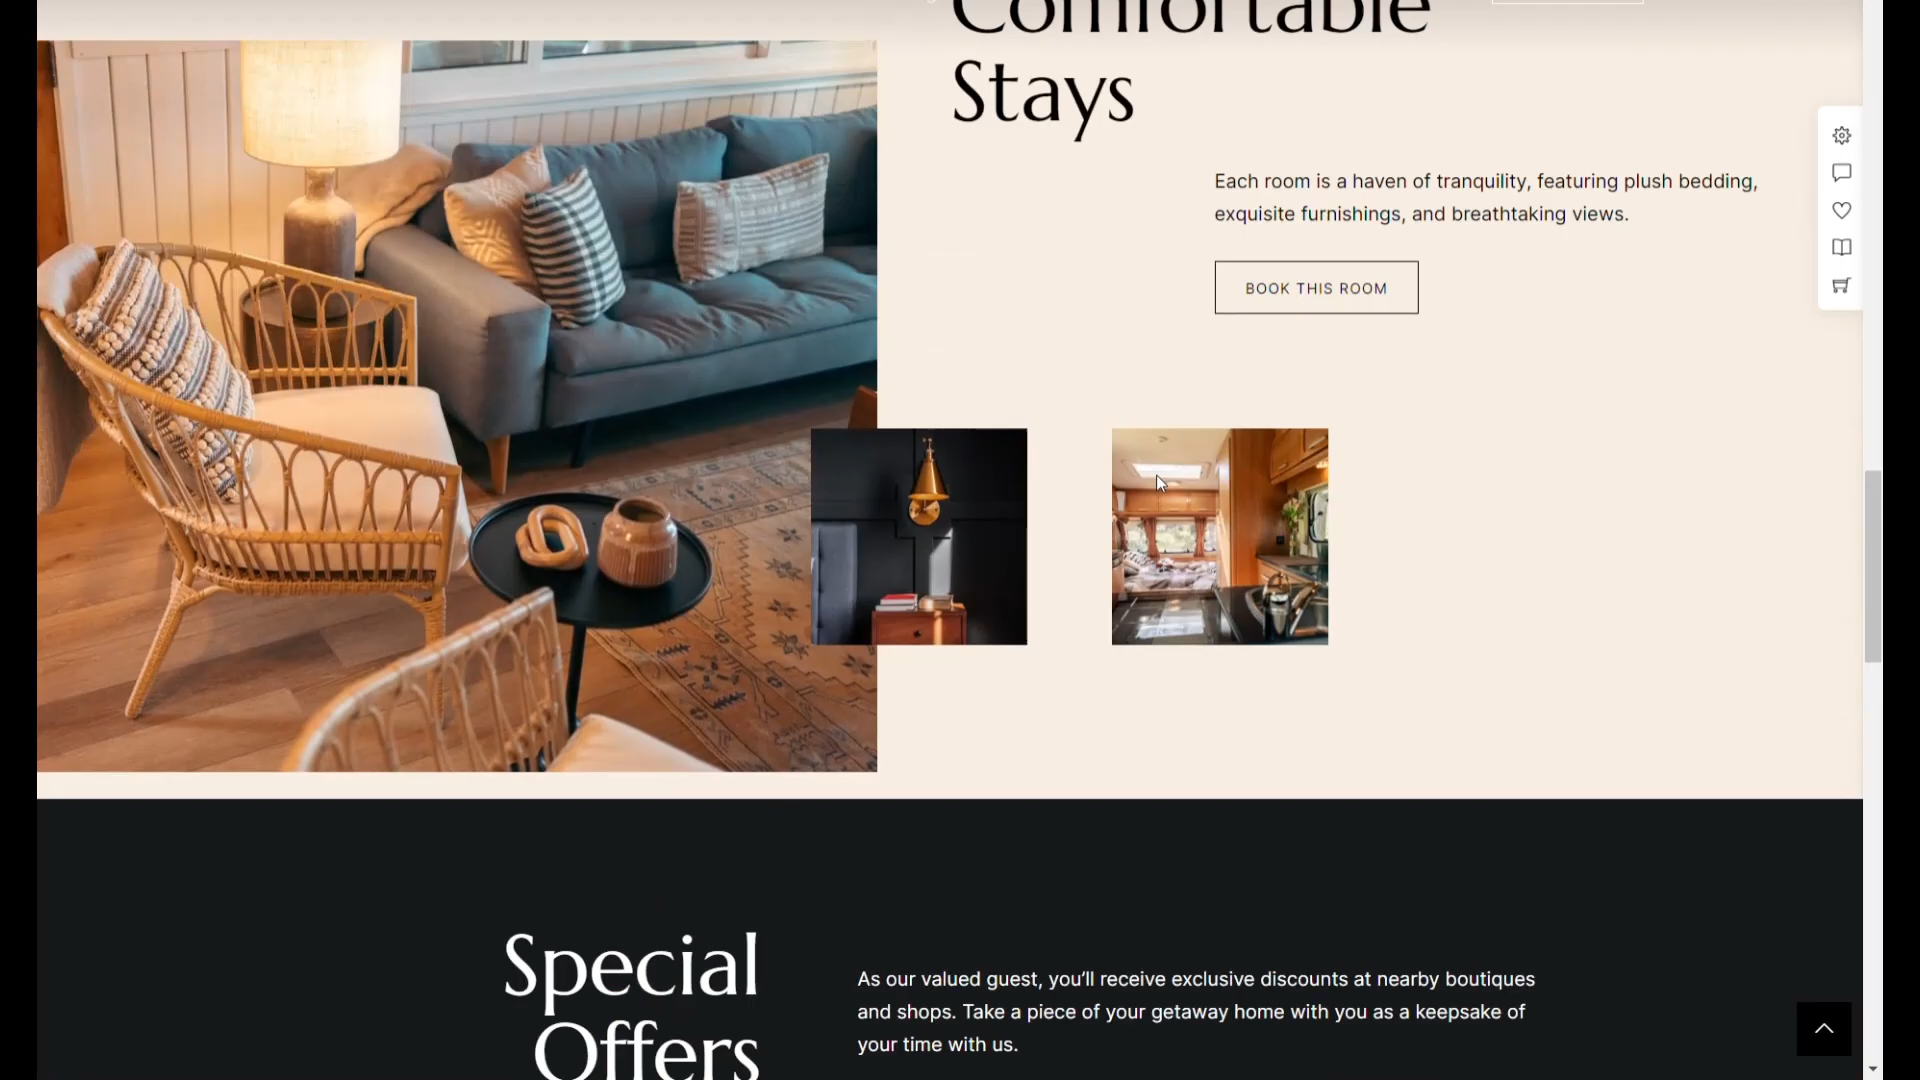 Comfortable
Stays
Each room is a haven of tranquility, featuring plush bedding,
exquisite furnishings, and breathtaking views.
BOOK THIS ROOM
Special
Offers
As our valued guest, you’ll receive exclusive discounts at nearby boutiques
and shops. Take a piece of your getaway home with you as a keepsake of
your time with us.